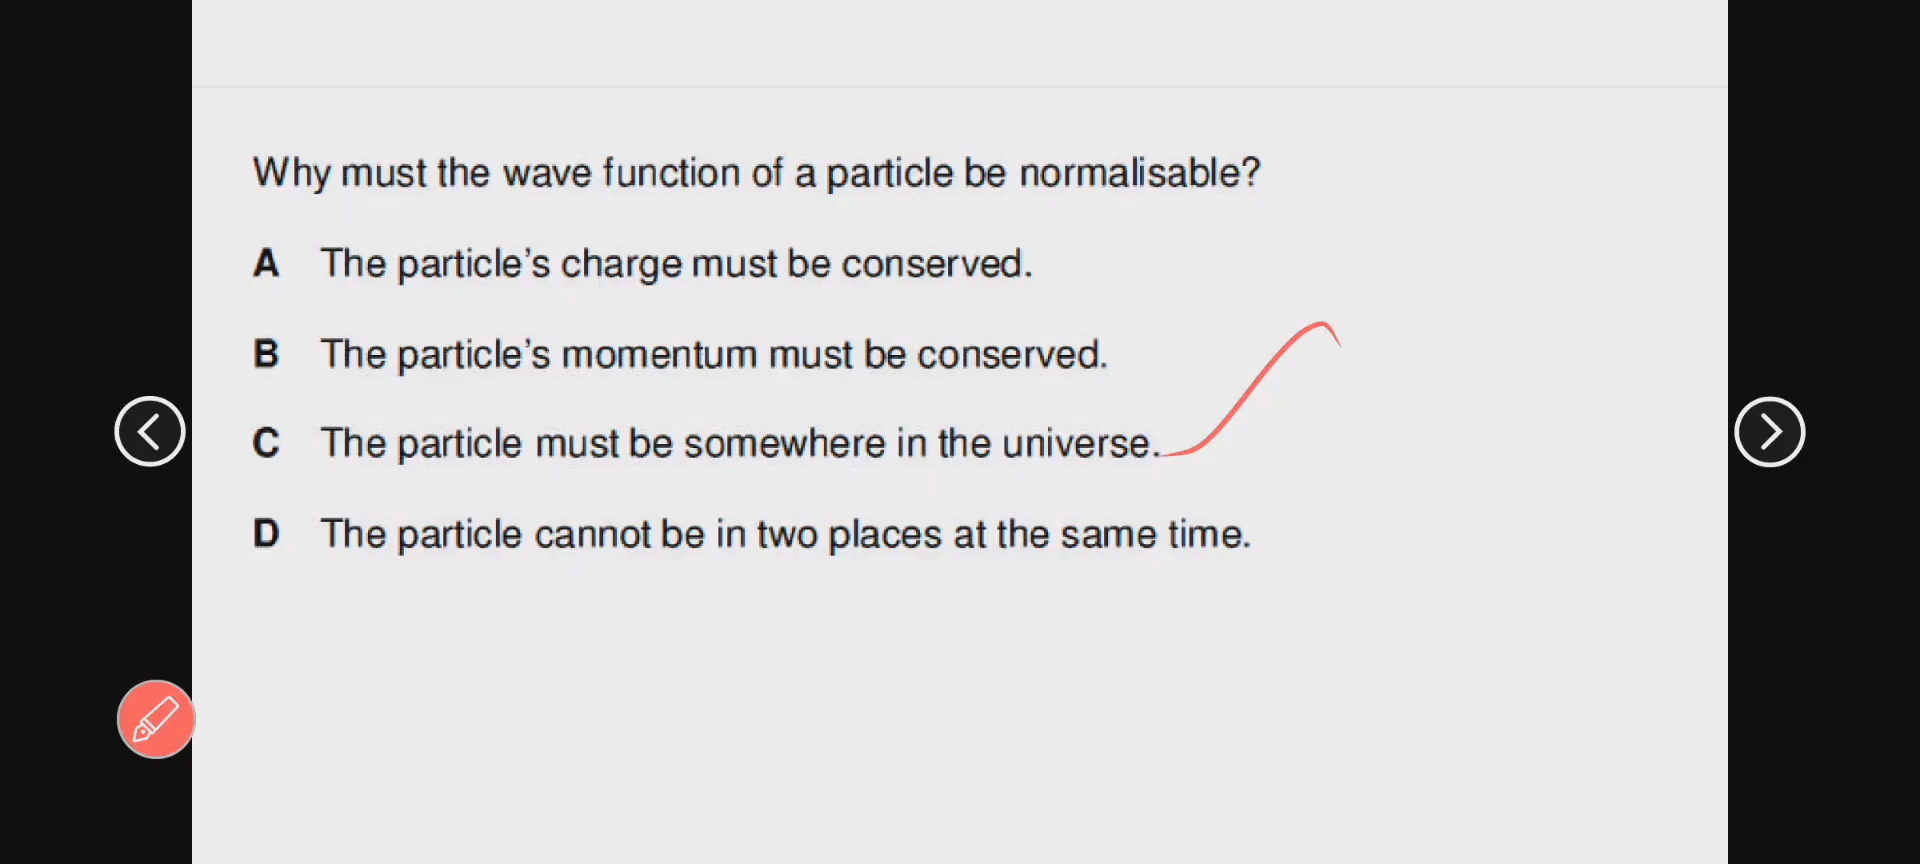 Why must the wave function of a particle be normalisable?
A The particle's charge must be conserved.
B The particle's momentum must be conserved.
C The particle must be somewhere in the universe.
D The particle cannot be in two places at the same time.